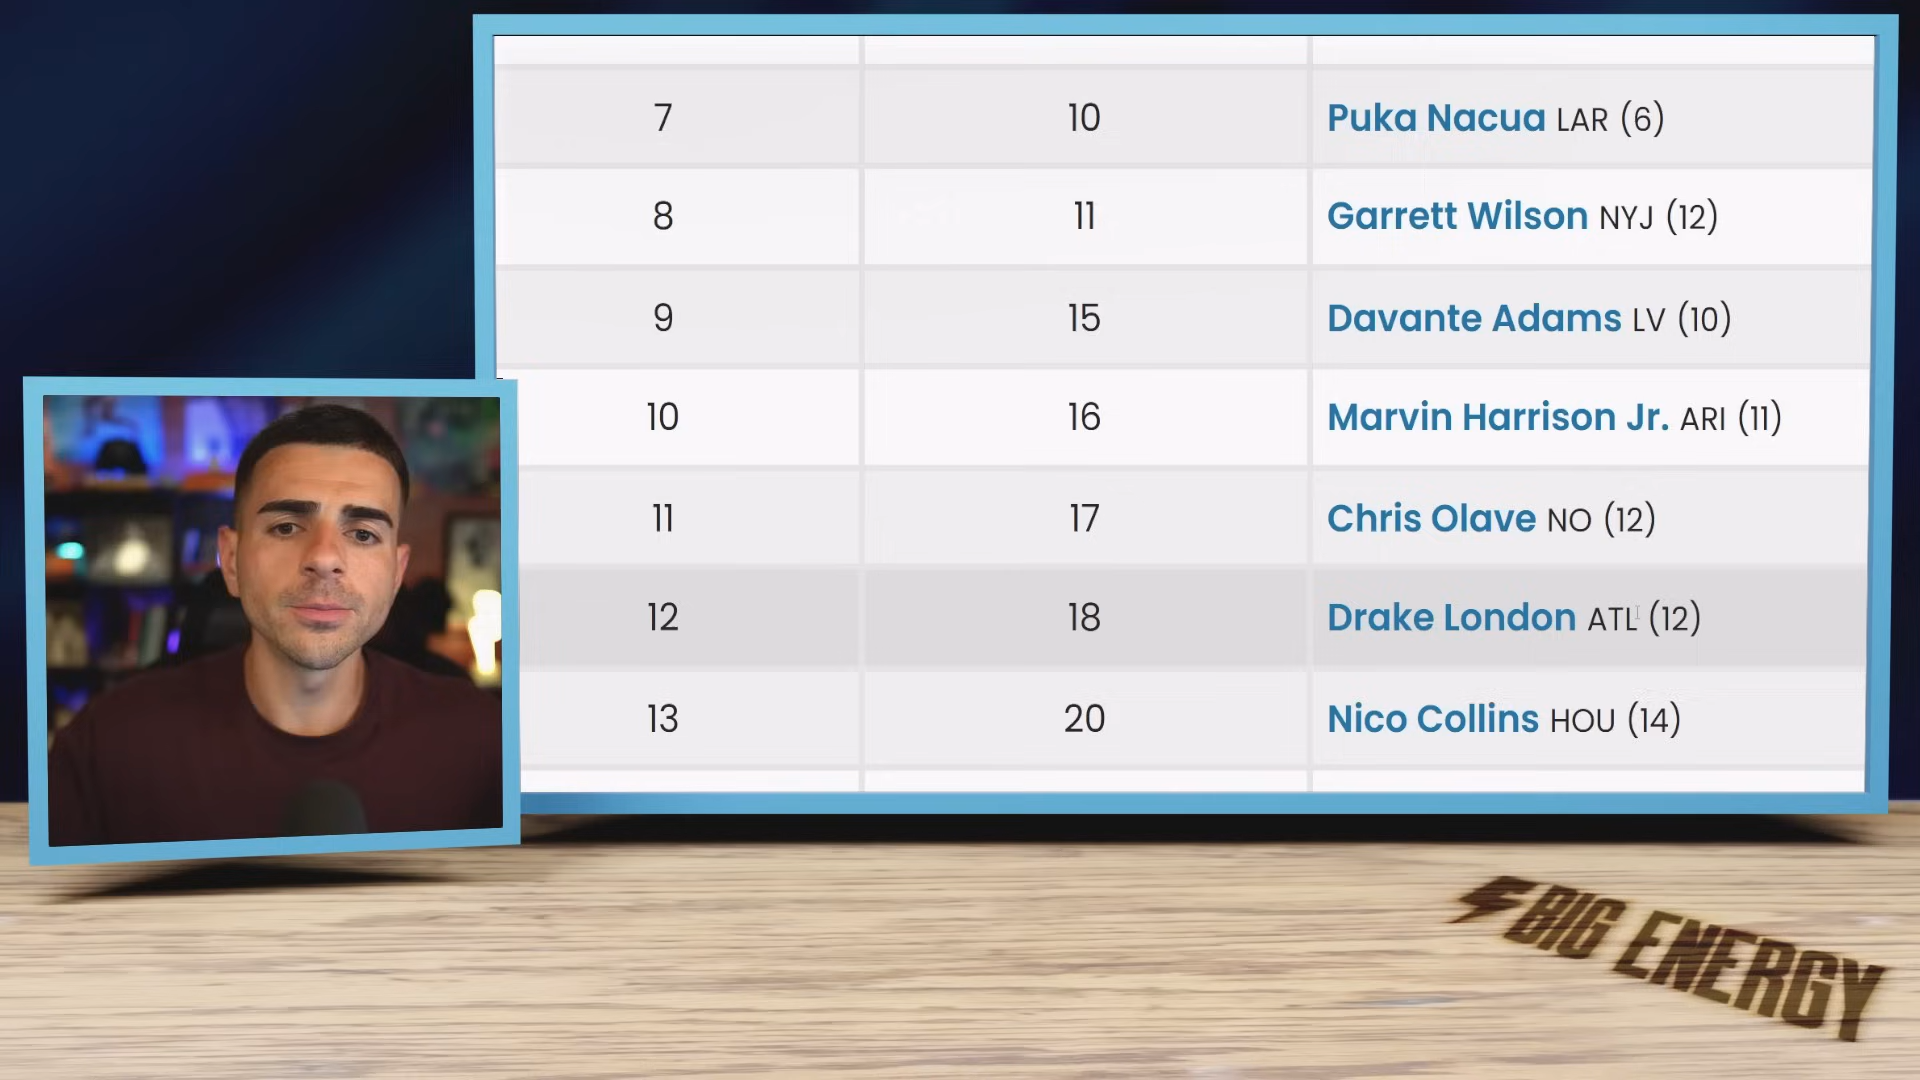 7 10 Puka Nacua LAR (6)
8 11 Garrett Wilson NYJ (12)
9 15 Davante Adams LV (10)
10 16 Marvin Harrison Jr. ARI (11)
11 17 Chris Olave NO (12)
12 18 Drake London ATL (12)
13 20 Nico Collins HOU (14)
BIG ENERGY